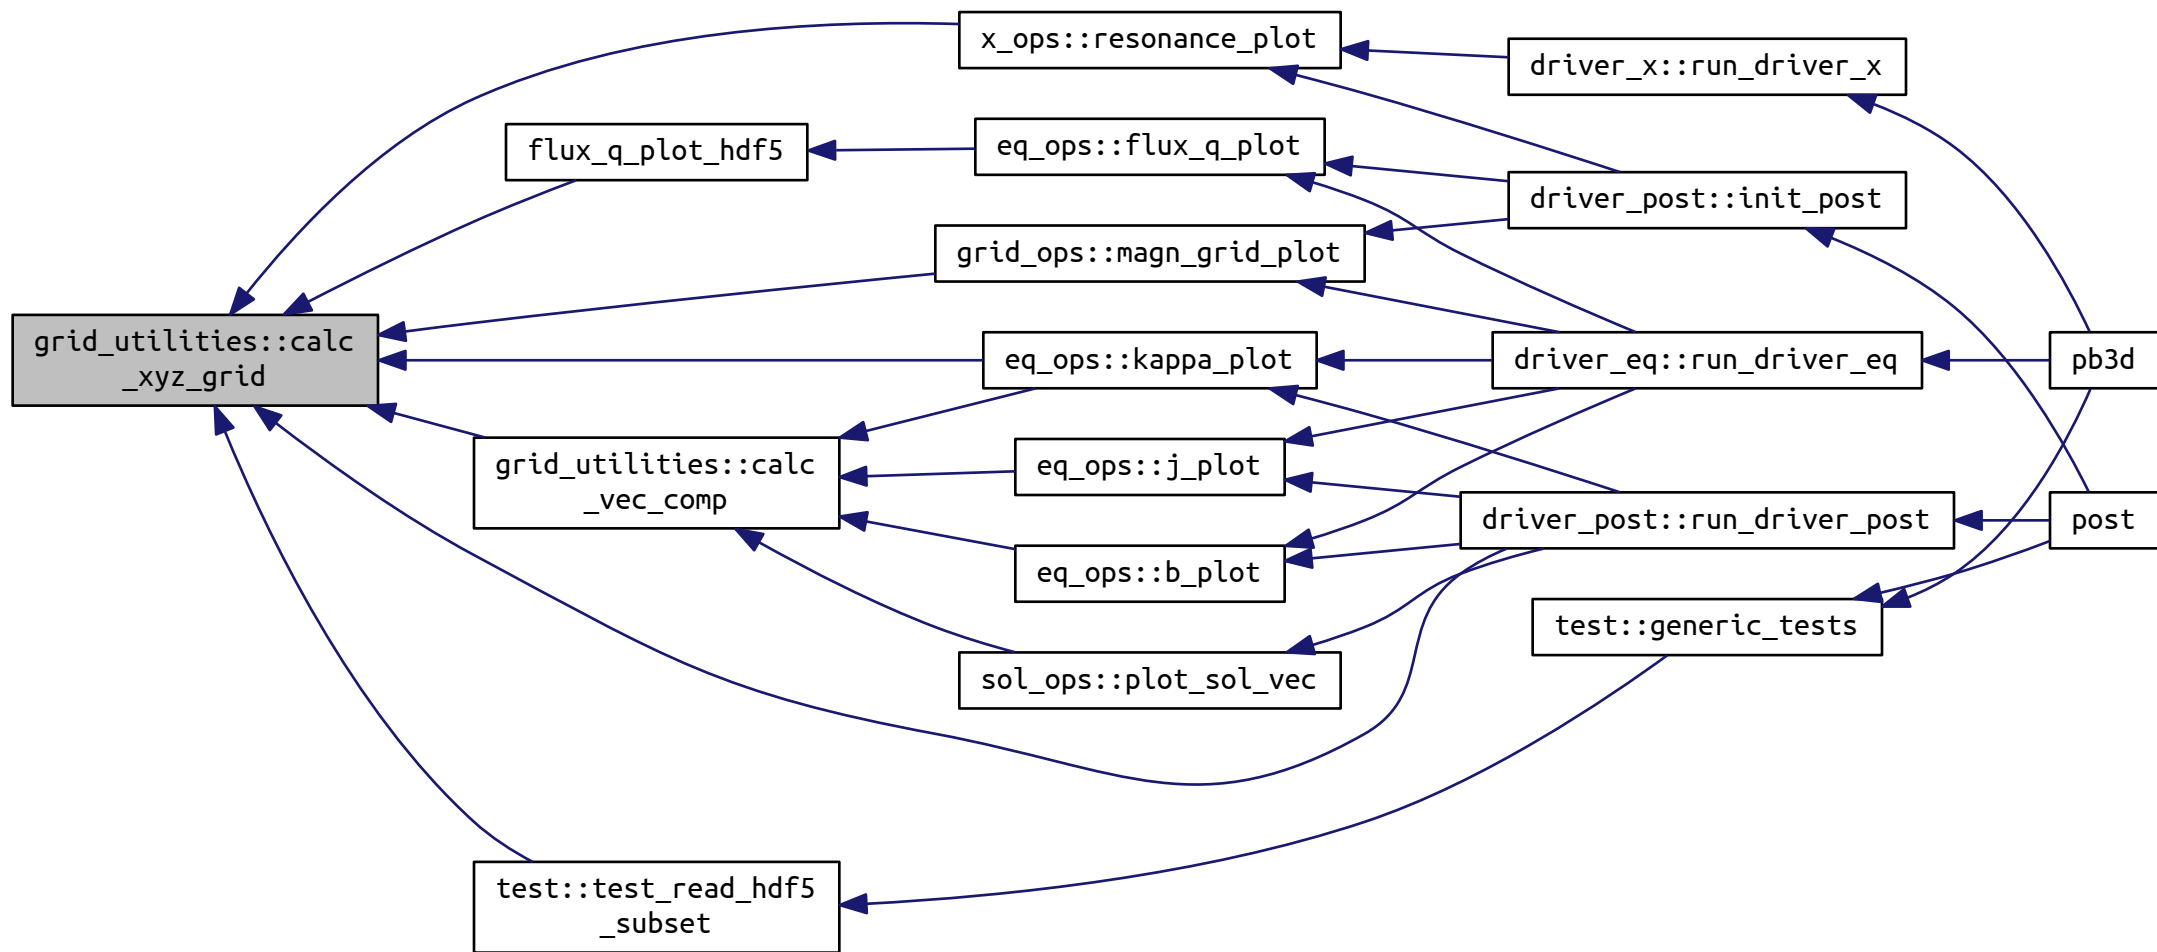 grid_utilities::calc
_xyz_grid
x_ops::resonance_plot
flux_q_plot_hdf5
eq_ops::flux_q_plot
grid_ops::magn_grid_plot
eq_ops::kappa_plot
grid_utilities::calc
_vec_comp
eq_ops::j_plot
eq_ops::b_plot
sol_ops::plot_sol_vec
test::test_read_hdf5
_subset
driver_x::run_driver_x
driver_post::init_post
driver_eq::run_driver_eq
driver_post::run_driver_post
test::generic_tests
pb3d
post